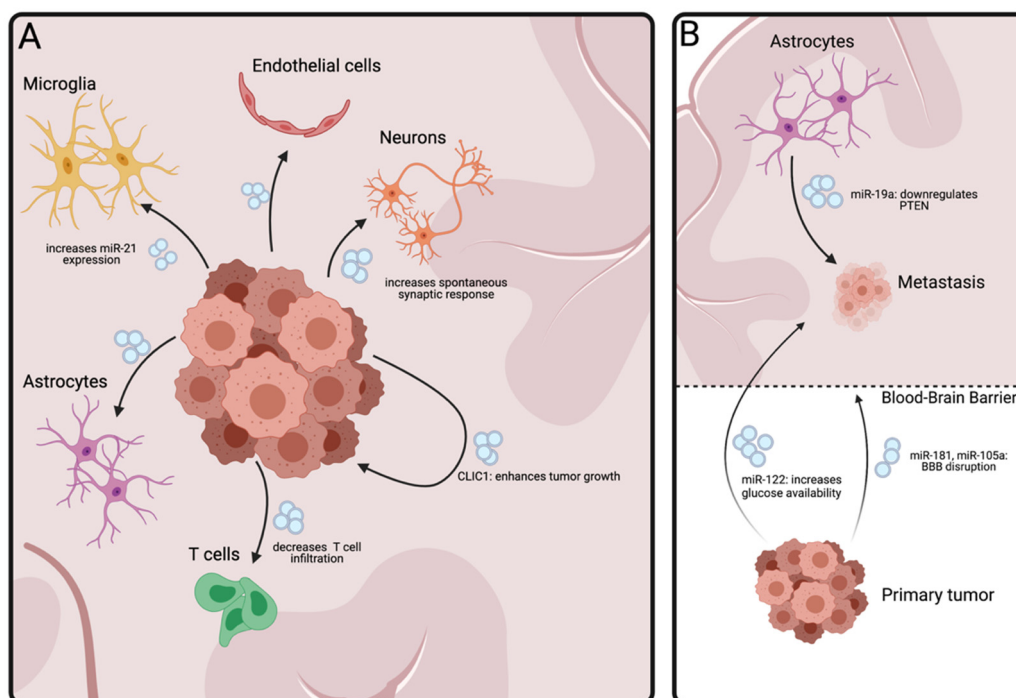 A
Microglia
Endothelial cells
Neurons
increases miR-21
expression
increases spontaneous
synaptic response
Astrocytes
CLIC1: enhances tumor growth
T cells
decreases T cell
infiltration
B
Astrocytes
miR-19a: downregulates
PTEN
Metastasis
Blood-Brain Barrier
miR-122: increases
glucose availability
miR-181, miR-105a:
BBB disruption
Primary tumor